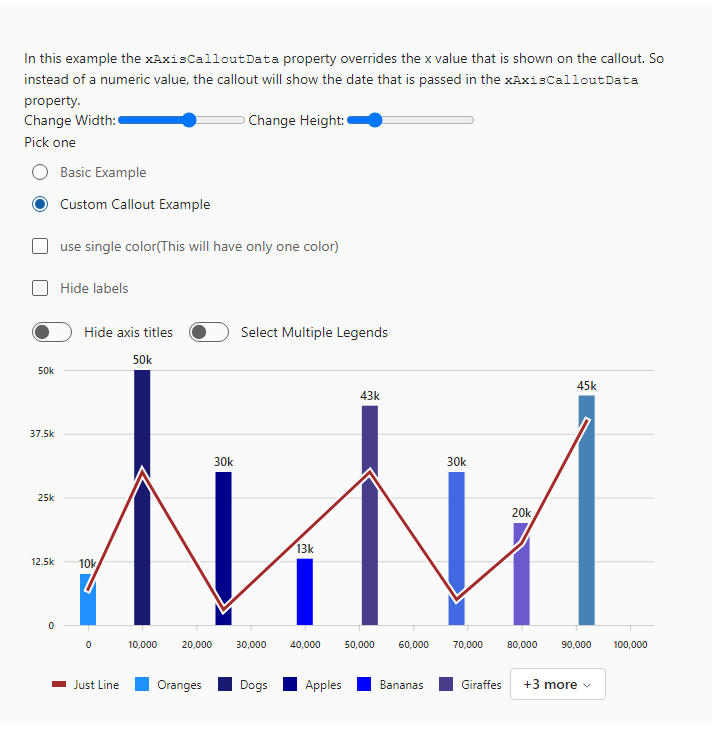 In this example the xAxisCalloutData property overrides the x value that is shown on the callout. So
instead of a numeric value, the callout will show the date that is passed in the xAxisCalloutData
property.
Change Width: Change Height:
Pick one
Basic Example
Custom Callout Example
use single color(This will have only one color)
Hide labels
Hide axis titles Select Multiple Legends
50k
50k
45k
43k
37.5k
30k
30k
25k
20k
13k
12.5k
10k
0
0 10,000 20,000 30,000 40,000 50,000 60,000 70,000 80,000 90,000 100,000
Just Line Oranges Dogs Apples Bananas Giraffes +3 more